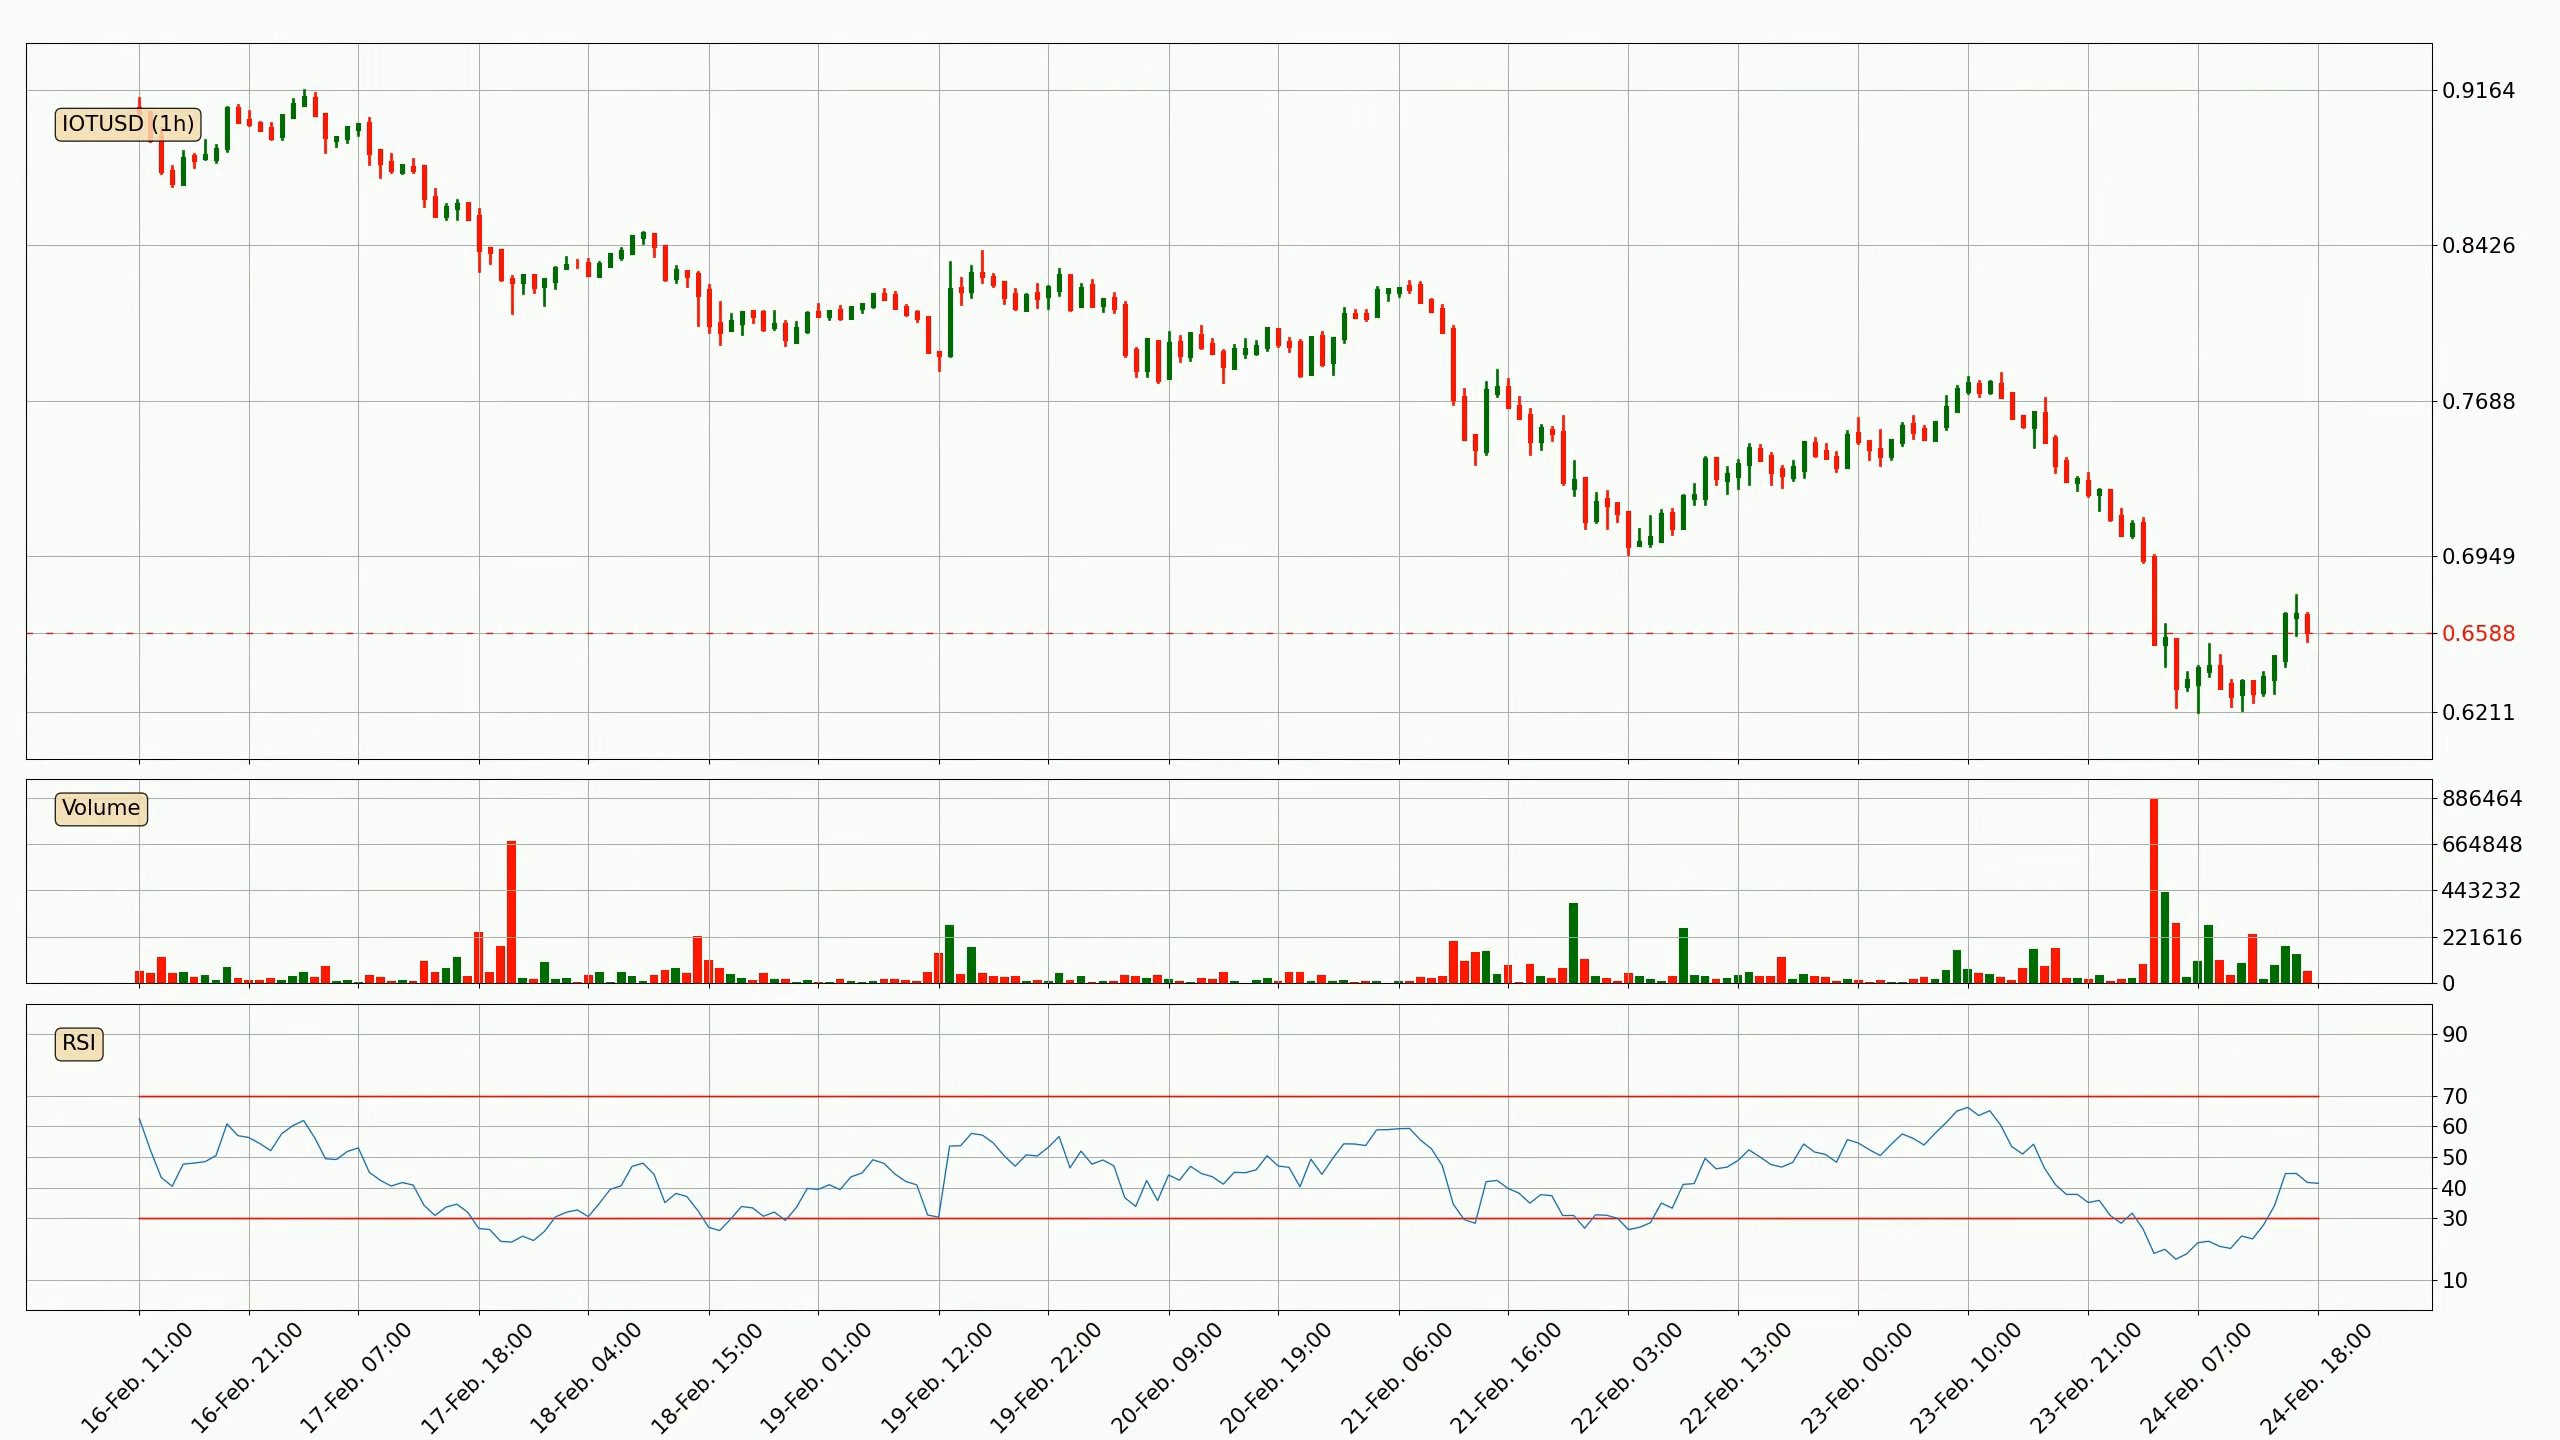 IOTUSD (1h)
0.9164
0.8426
0.7688
0.6949
0.6588
0.6211
Volume
886464
664848
443232
221616
0
RSI
90
70
60
50
40
30
10
16-Feb. 11:00
16-Feb. 21:00
17-Feb. 07:00
17-Feb. 18:00
18-Feb. 04:00
18-Feb. 15:00
19-Feb. 01:00
19-Feb. 12:00
19-Feb. 22:00
20-Feb. 09:00
20-Feb. 19:00
21-Feb. 06:00
21-Feb. 16:00
22-Feb. 03:00
22-Feb. 13:00
23-Feb. 00:00
23-Feb. 10:00
23-Feb. 21:00
24-Feb. 07:00
24-Feb. 18:00